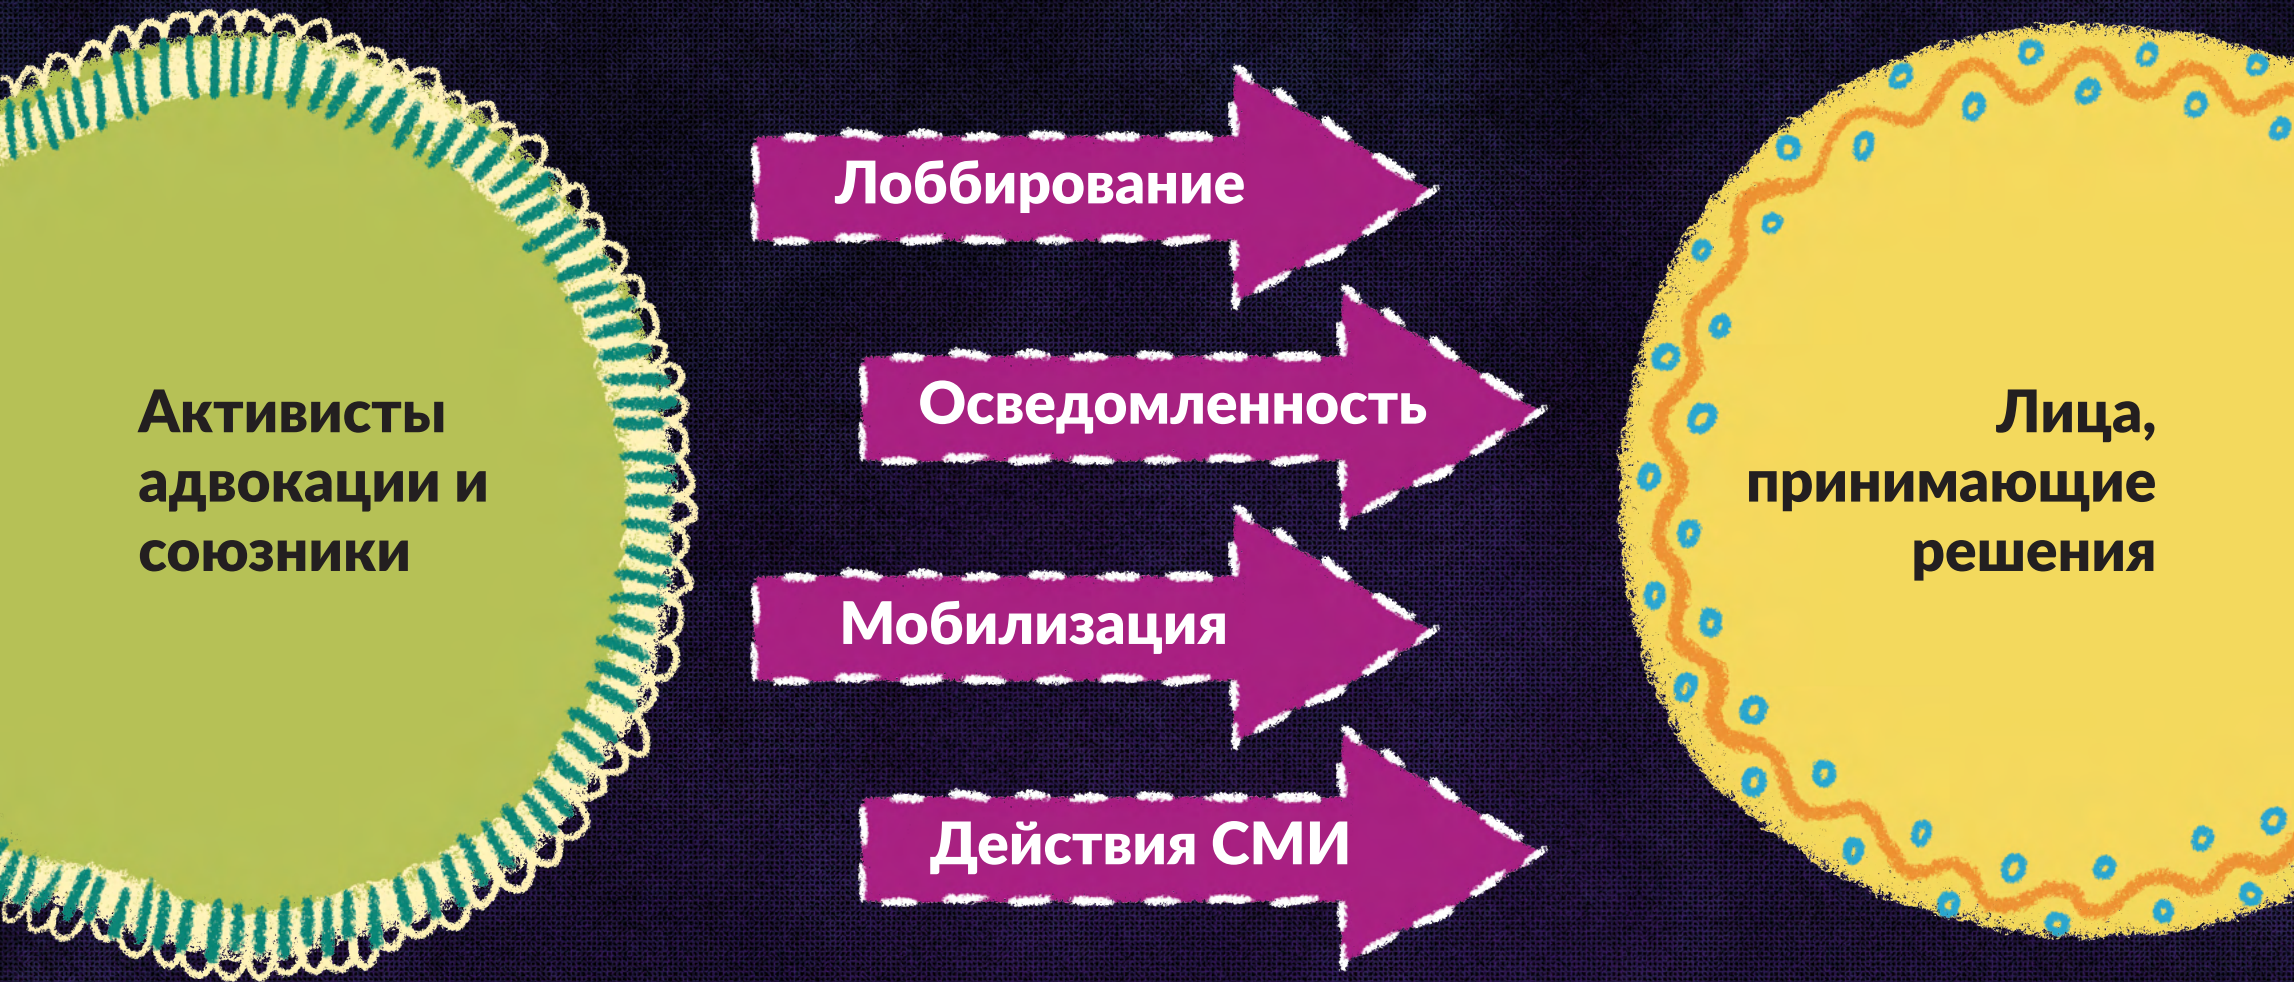 Активисты
адвокации и
союзники
Лоббирование
Осведомленность
Мобилизация
Действия СМИ
Лица,
принимающие
решения